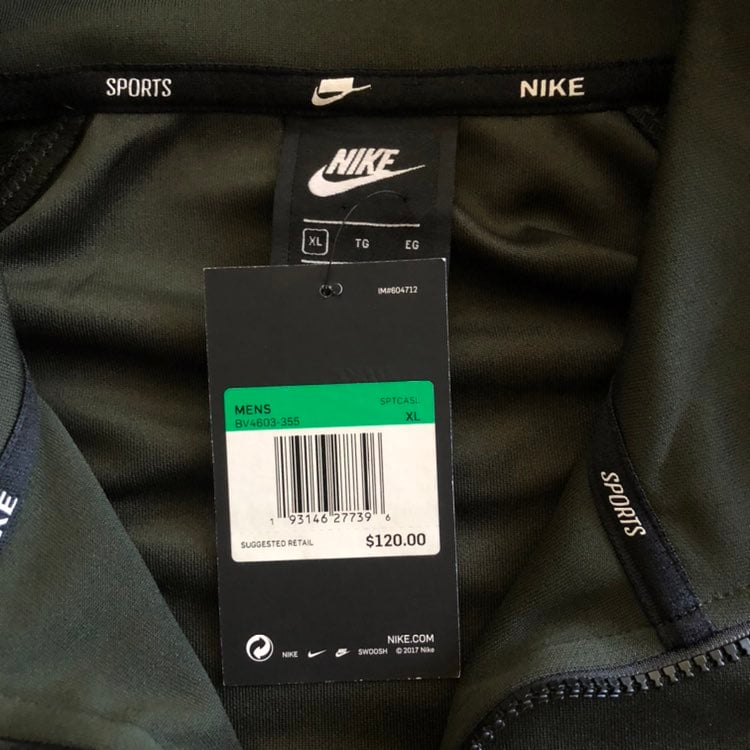 SPORTS
NIKE
NIKE
XL TG EG
IM#604712
MENS SPTCASL
BV4603-355 XL
1 93146 27739 6
SUGGESTED RETAIL $120.00
NIKE.COM
NIKE SWOOSH © 2017 Nike
SPORTS
KE